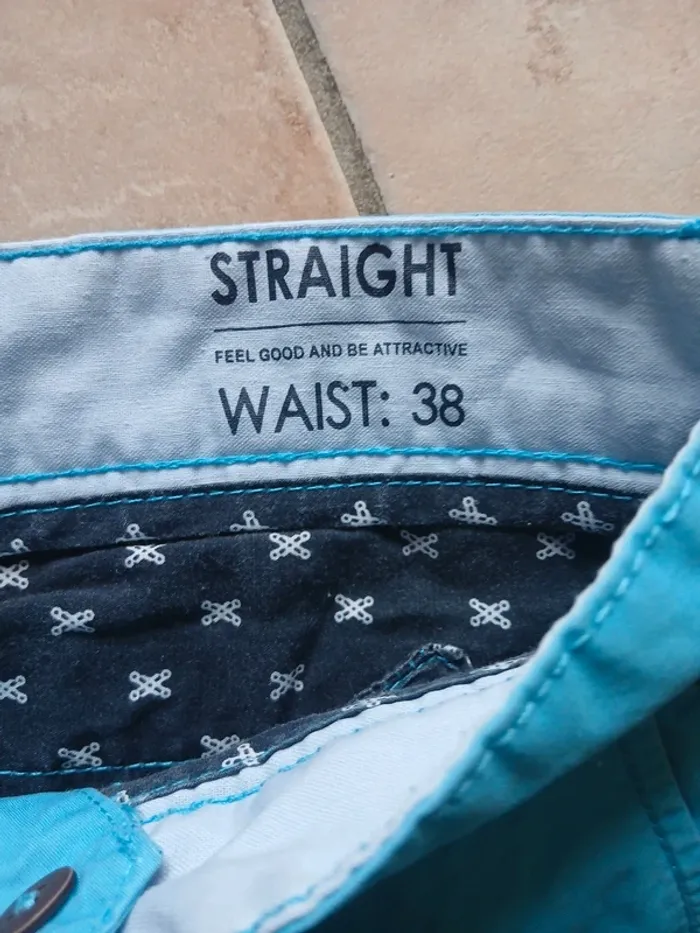 STRAIGHT
FEEL GOOD AND BE ATTRACTIVE
WAIST: 38